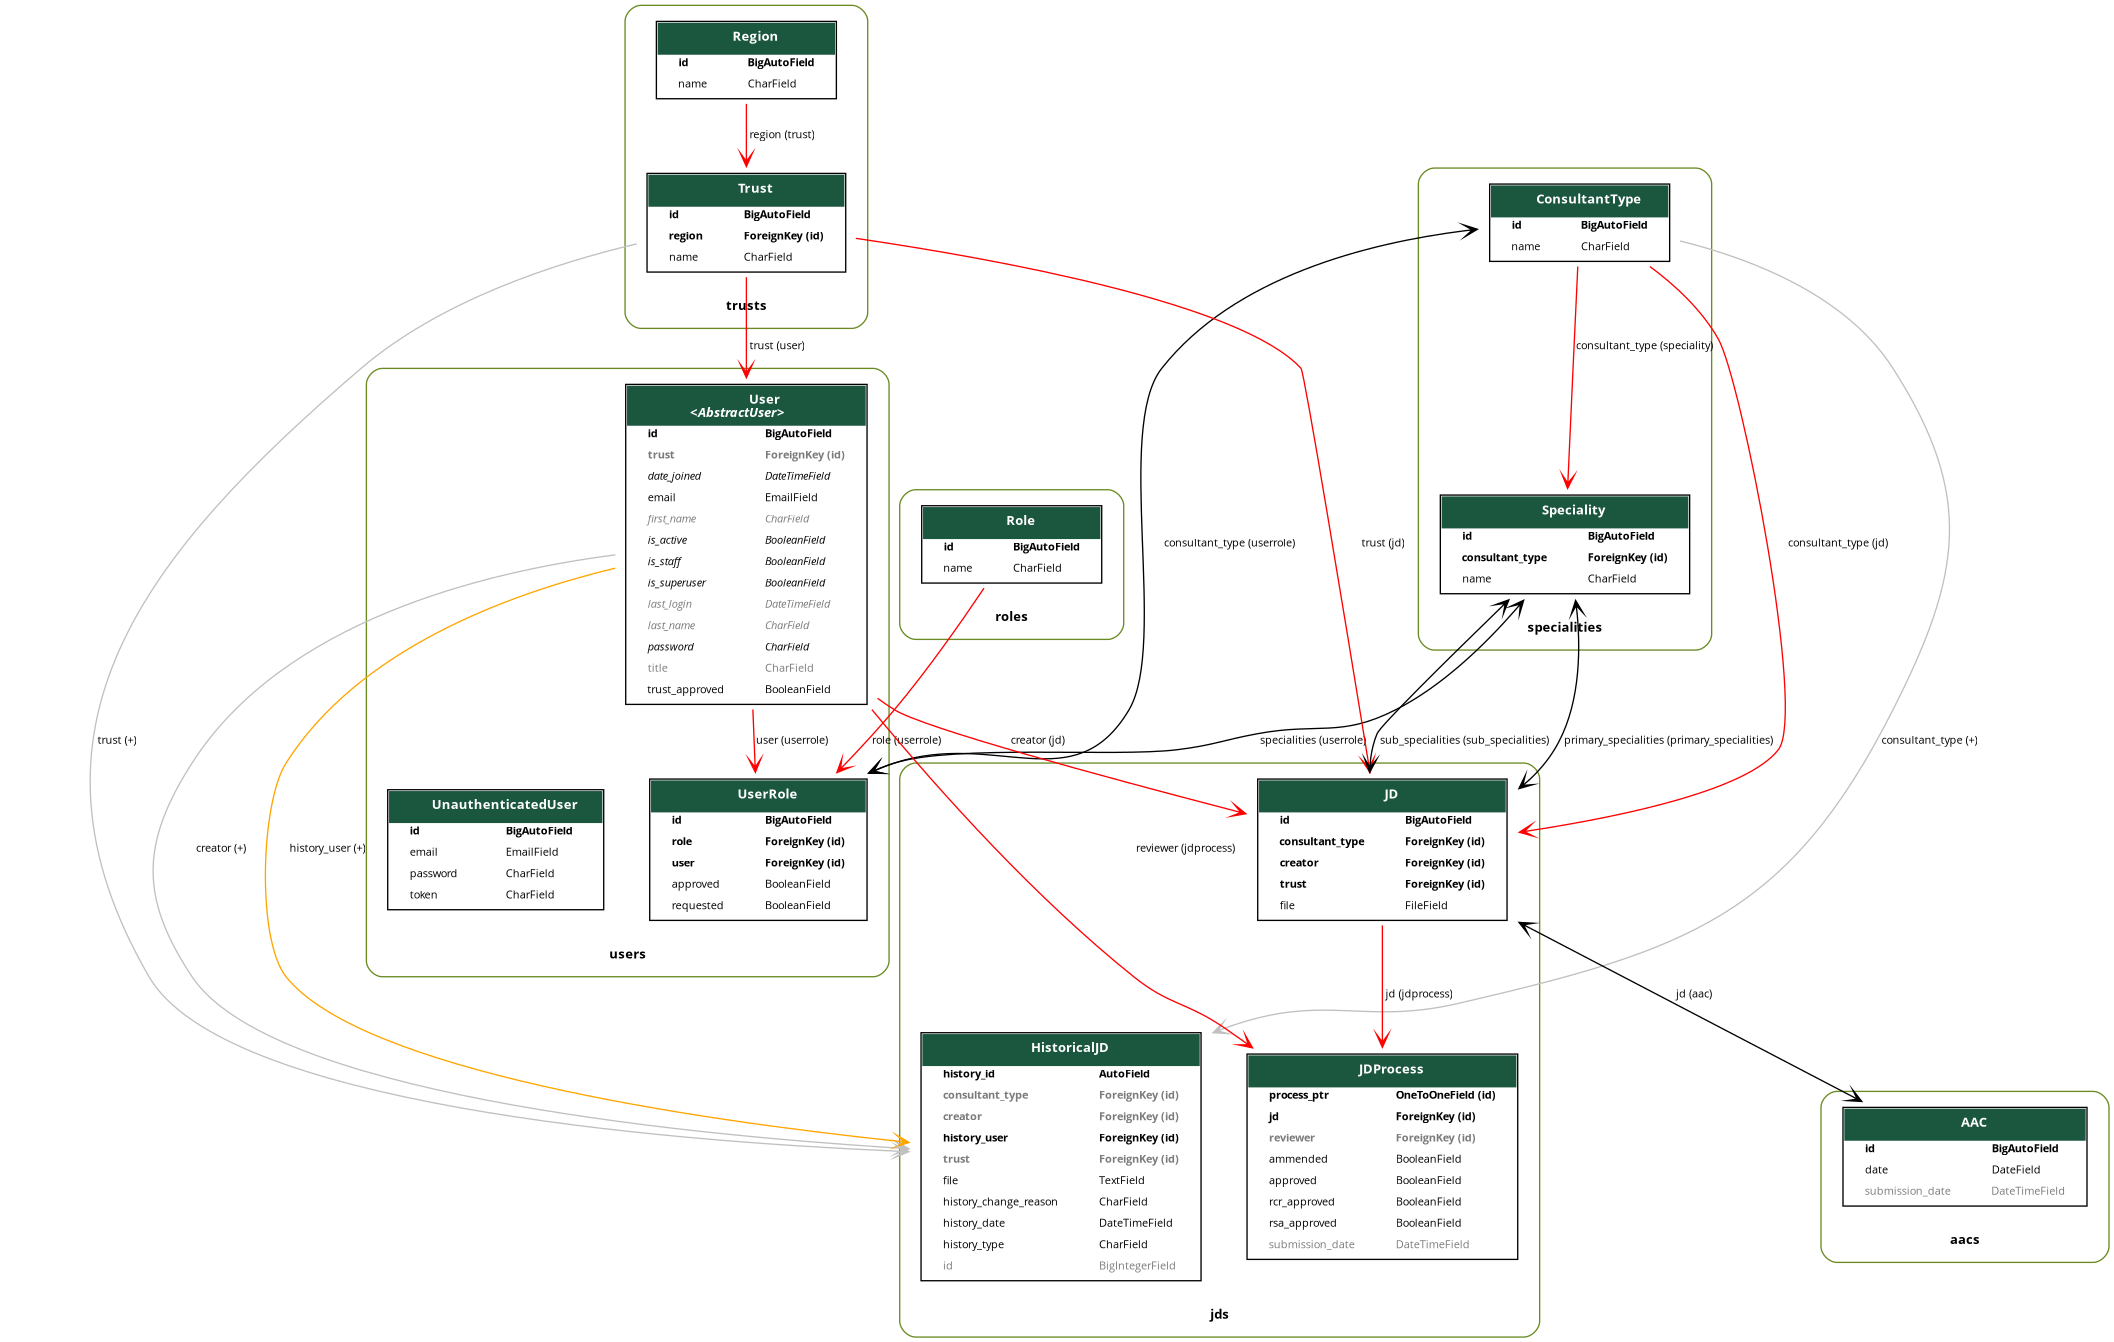 Region
id BigAutoField
name CharField
region (trust)
Trust
id BigAutoField
region ForeignKey (id)
name CharField
trusts
ConsultantType
id BigAutoField
name CharField
trust (user)
consultant_type (speciality)
User
<AbstractUser>
id BigAutoField
trust ForeignKey (id)
date_joined DateTimeField
email EmailField
first_name CharField
is_active BooleanField
is_staff BooleanField
is_superuser BooleanField
last_login DateTimeField
last_name CharField
password CharField
title CharField
trust_approved BooleanField
Role
id BigAutoField
name CharField
roles
consultant_type (userrole)
trust (jd)
Speciality
id BigAutoField
consultant_type ForeignKey (id)
name CharField
specialities
consultant_type (jd)
trust (+)
user (userrole)
role (userrole)
creator (jd)
specialities (userrole)
sub_specialities (sub_specialities)
primary_specialities (primary_specialities)
consultant_type (+)
creator (+)
history_user (+)
UnauthenticatedUser
id BigAutoField
email EmailField
password CharField
token CharField
UserRole
id BigAutoField
role ForeignKey (id)
user ForeignKey (id)
approved BooleanField
requested BooleanField
users
reviewer (jdprocess)
JD
id BigAutoField
consultant_type ForeignKey (id)
creator ForeignKey (id)
trust ForeignKey (id)
file FileField
jd (jdprocess)
jd (aac)
HistoricalJD
history_id AutoField
consultant_type ForeignKey (id)
creator ForeignKey (id)
history_user ForeignKey (id)
trust ForeignKey (id)
file TextField
history_change_reason CharField
history_date DateTimeField
history_type CharField
id BigIntegerField
JDProcess
process_ptr OneToOneField (id)
jd ForeignKey (id)
reviewer ForeignKey (id)
ammended BooleanField
approved BooleanField
rcr_approved BooleanField
rsa_approved BooleanField
submission_date DateTimeField
jds
AAC
id BigAutoField
date DateField
submission_date DateTimeField
aacs